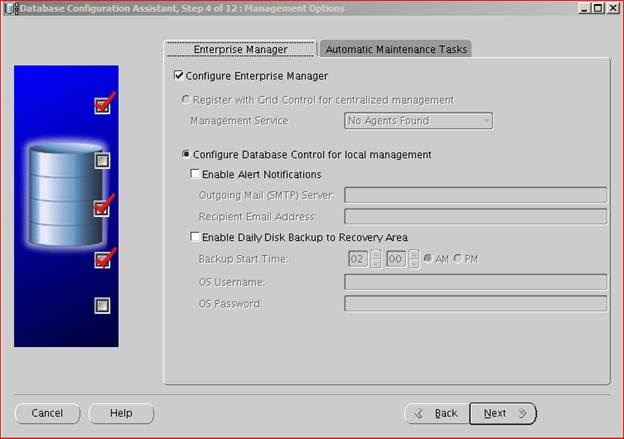 Database Configuration Assistant, Step 4 of 12 : Management Options
Enterprise Manager Automatic Maintenance Tasks
Configure Enterprise Manager
Register with Grid Control for centralized management
Management Service No Agents Found
Configure Database Control for local management
Enable Alert Notifications
Outgoing Mail (SMTP) Server:
Recipient Email Address:
Enable Daily Disk Backup to Recovery Area
Backup Start Time: 02 00 AM PM
OS Username:
OS Password:
Cancel Help Back Next